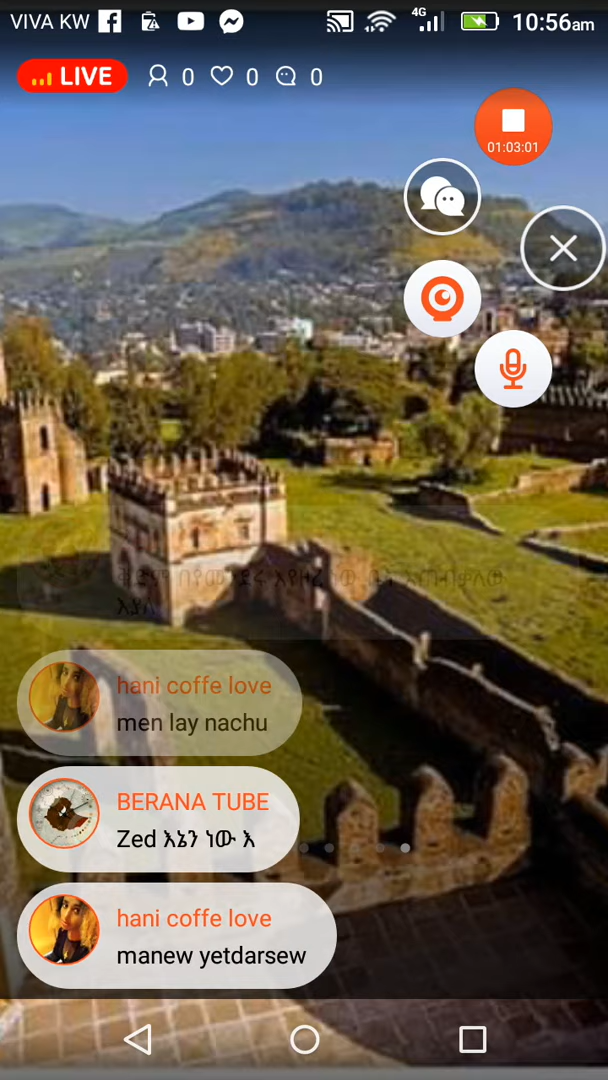 VIVA KW
4G
10:56am
LIVE 0 0 0
01:03:01
hani coffe love
men lay nachu
BERANA TUBE
Zed እኔን ነው እ
hani coffe love
manew yetdarsew